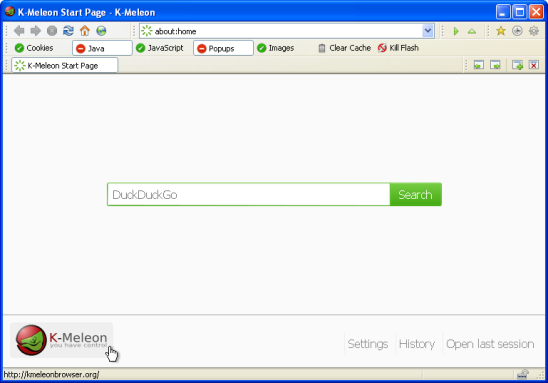 K-Meleon Start Page - K-Meleon
about:home
Cookies Java JavaScript Popups Images Clear Cache Kill Flash
K-Meleon Start Page
DuckDuckGo Search
K-Meleon
you have control
Settings History Open last session
http://kmeleonbrowser.org/